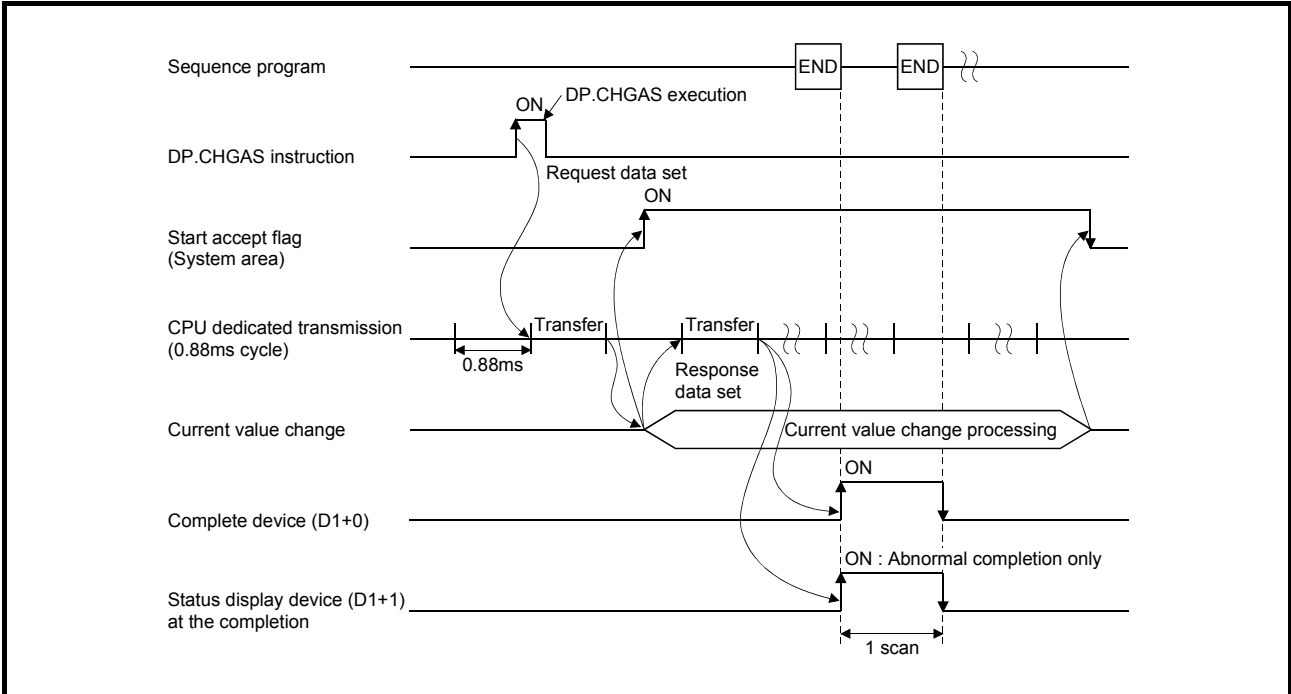 Sequence program
END
END
ON
DP.CHGAS execution
DP.CHGAS instruction
Request data set
ON
Start accept flag
(System area)
CPU dedicated transmission
(0.88ms cycle)
Transfer
Transfer
0.88ms
Response
data set
Current value change
Current value change processing
ON
Complete device (D1+0)
ON : Abnormal completion only
Status display device (D1+1)
at the completion
1 scan